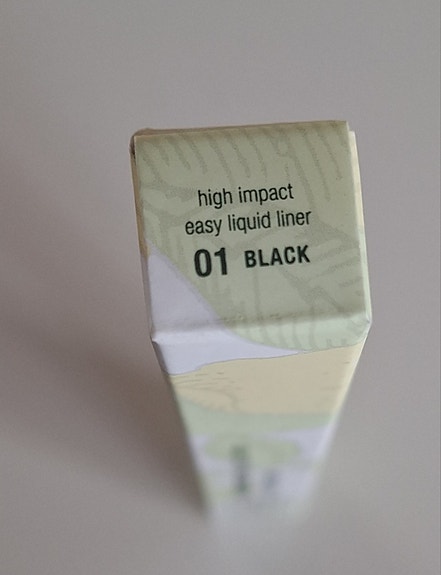 high impact
easy liquid liner
01 BLACK